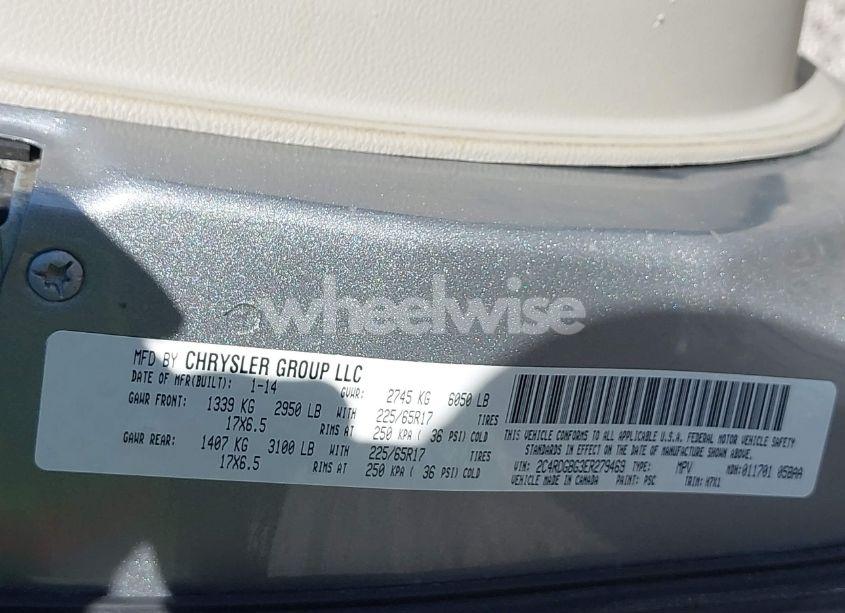 wheelwise
MFD BY CHRYSLER GROUP LLC
DATE OF MFR(BUILT): 1-14 GVWR: 2745 KG 6050 LB
GAWR FRONT: 1339 KG 2950 LB WITH 225/65R17 TIRES
17X6.5 RIMS AT 250 KPA ( 36 PSI) COLD
GAWR REAR: 1407 KG 3100 LB WITH 225/65R17 TIRES
17X6.5 RIMS AT 250 KPA ( 36 PSI) COLD
THIS VEHICLE CONFORMS TO ALL APPLICABLE U.S.A. FEDERAL MOTOR VEHICLE SAFETY
STANDARDS IN EFFECT ON THE DATE OF MANUFACTURE SHOWN ABOVE.
VIN: 2C4RDGBG3ER279469 TYPE: MPV MDH:011701 05BAA
VEHICLE MADE IN CANADA PAINT: PSC TRIM: H7X1